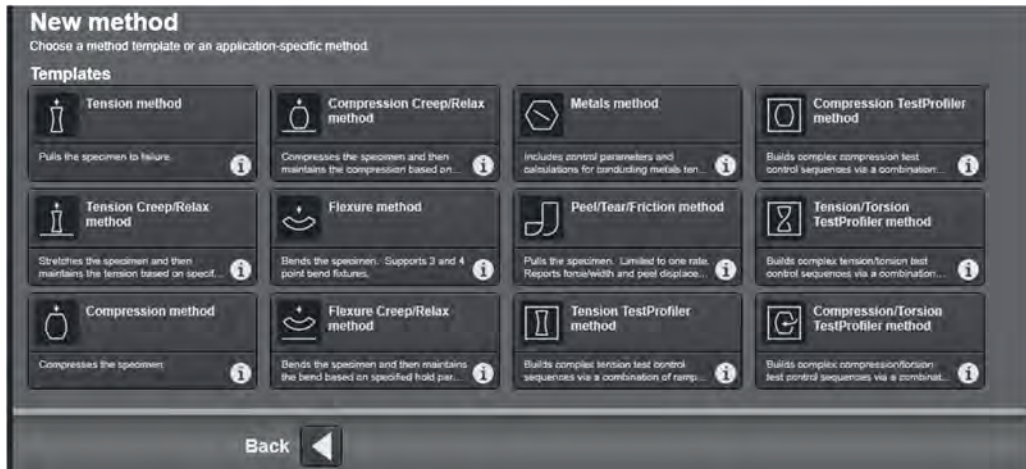 New method
Choose a method template or an application-specific method
Templates
Tension method
Pulls the specimen to failure.
Compression Creep/Relax
method
Compresses the specimen and then
maintains the compression based on...
Metals method
Includes control parameters and
calculations for conducting metals ten...
Compression TestProfiler
method
Builds complex compression test
control sequences via a combination...
Tension Creep/Relax
method
Stretches the specimen and then
maintains the tension based on specif...
Flexure method
Bends the specimen. Supports 3 and 4
point bend fixtures.
Peel/Tear/Friction method
Pulls the specimen. Limited to one rate.
Reports force/width and peel displace...
Tension/Torsion
TestProfiler method
Builds complex tension/torsion test
control sequences via a combination...
Compression method
Compresses the specimen.
Flexure Creep/Relax
method
Bends the specimen and then maintains
the bend based on specified hold par...
Tension TestProfiler
method
Builds complex tension test control
sequences via a combination of ramp...
Compression/Torsion
TestProfiler method
Builds complex compression/torsion
test control sequences via a combinat...
Back